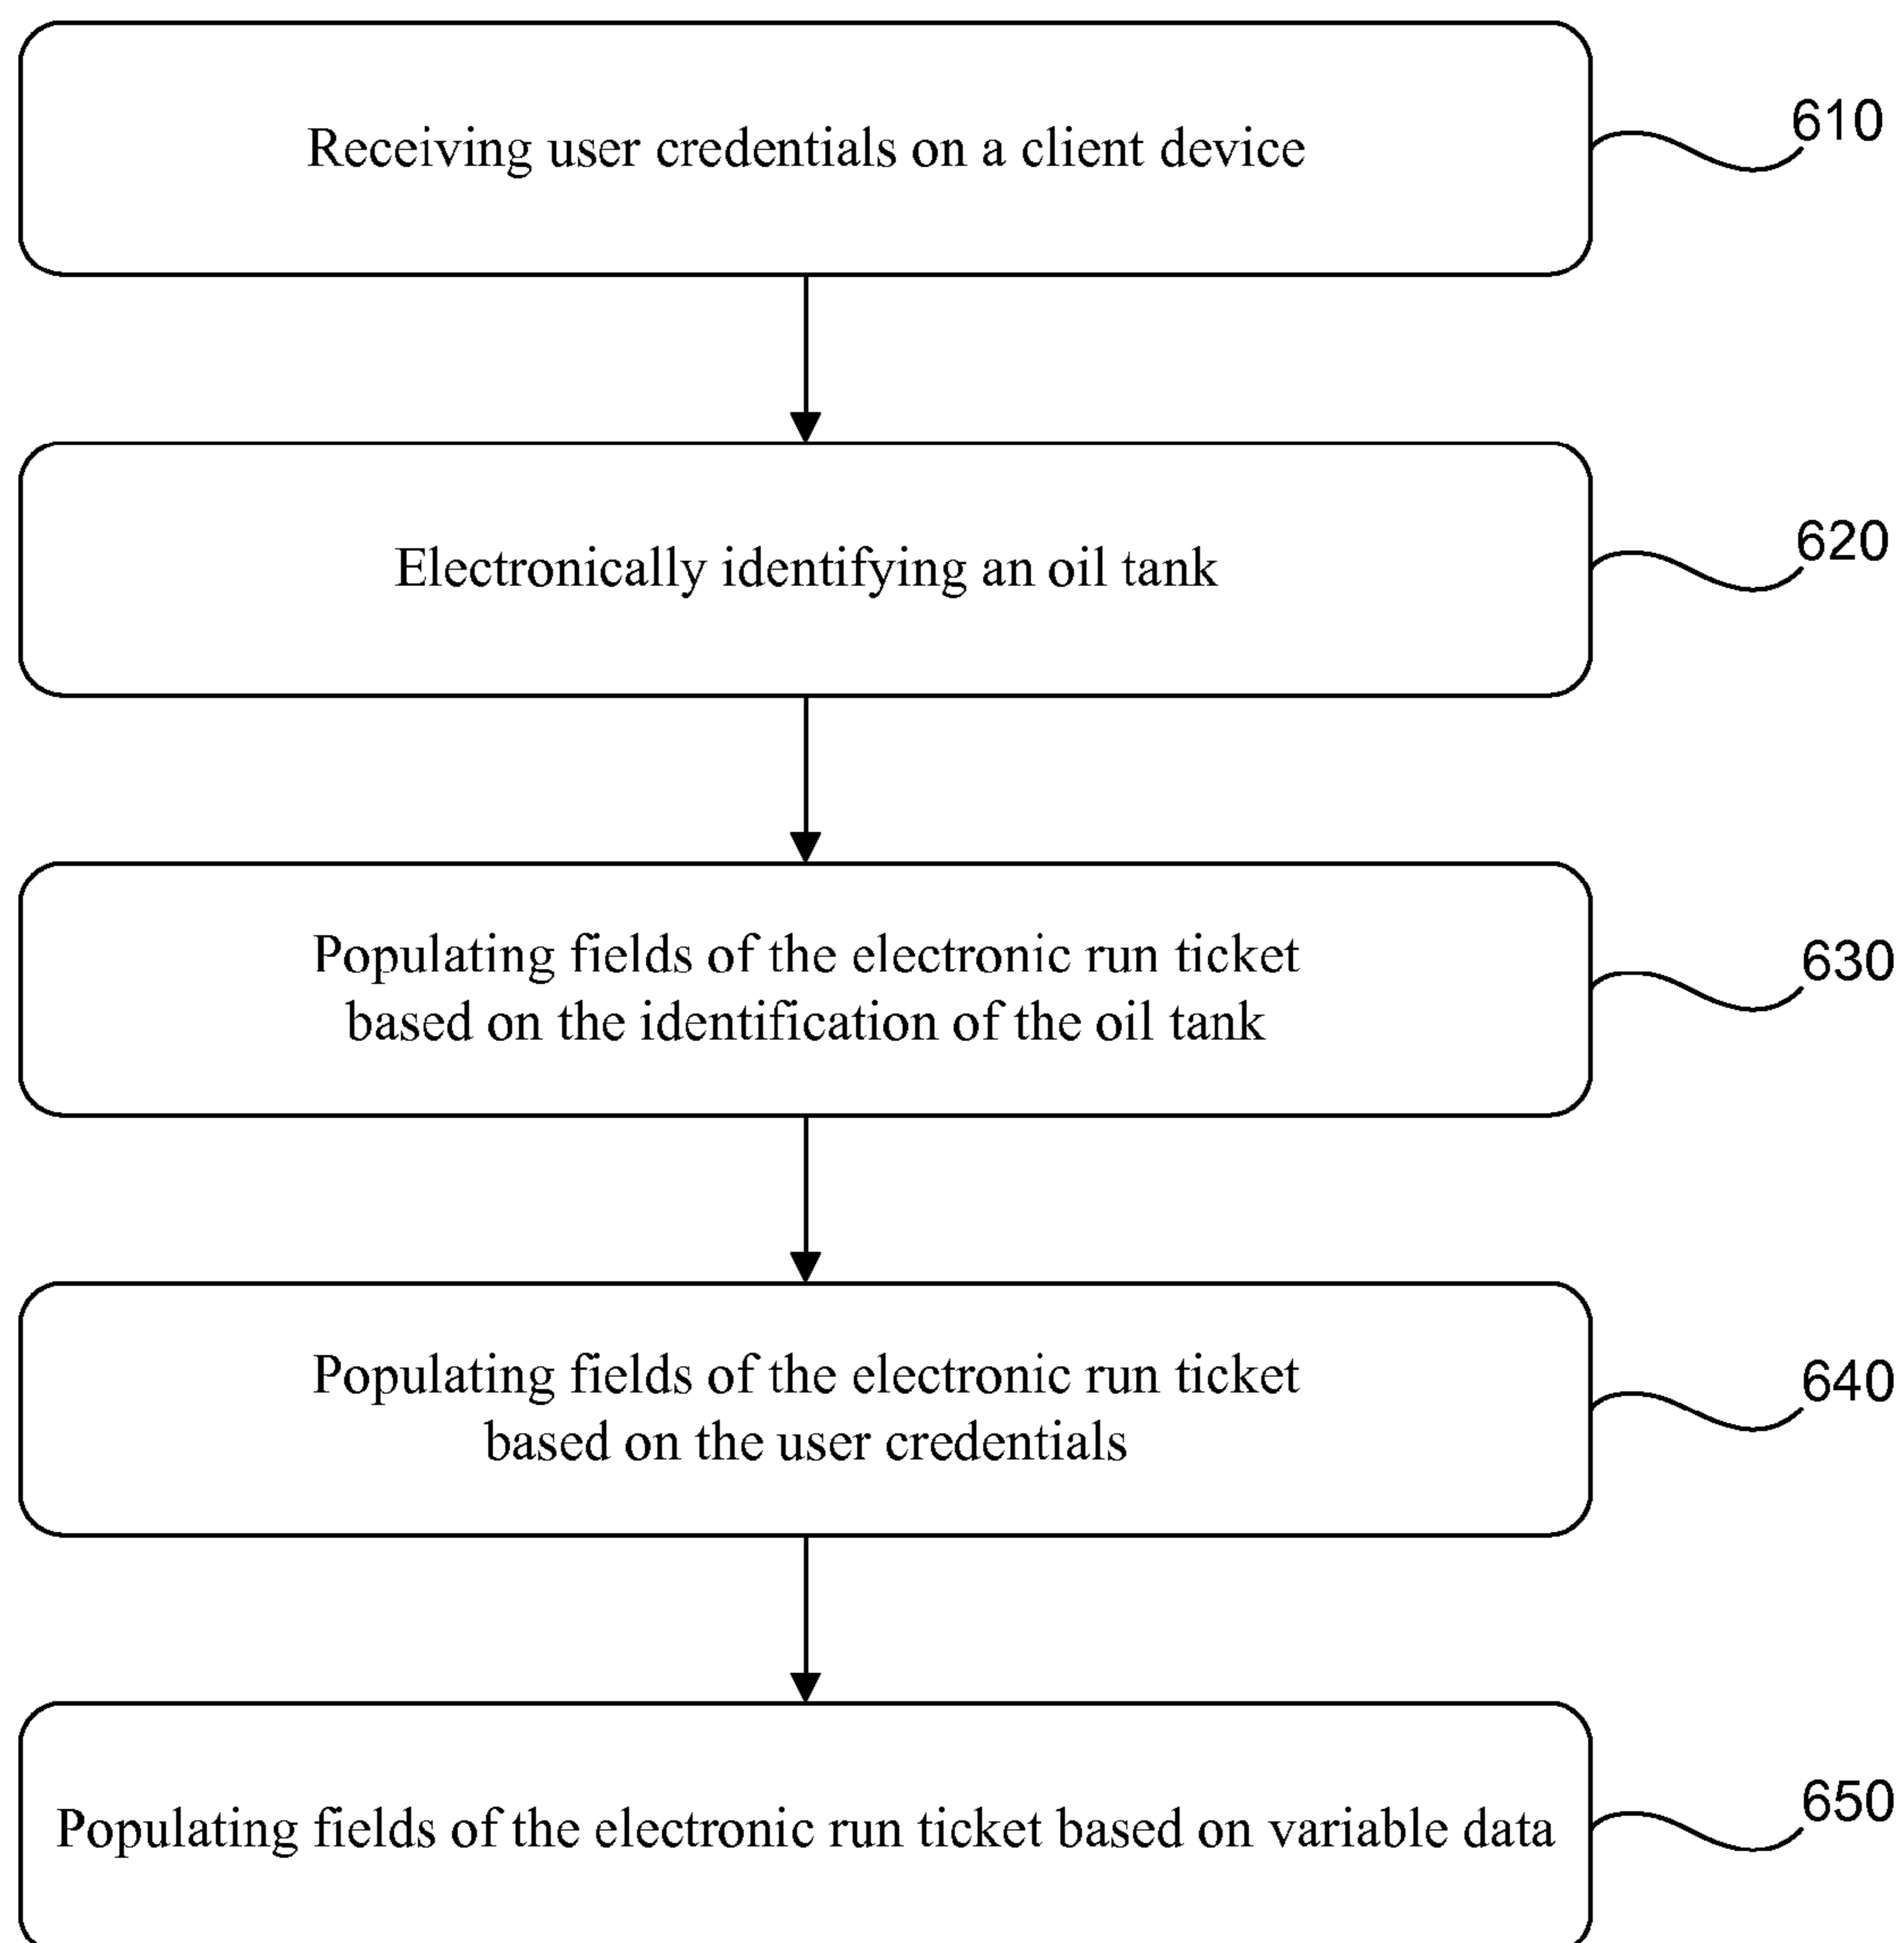 Receiving user credentials on a client device
610
Electronically identifying an oil tank
620
Populating fields of the electronic run ticket
based on the identification of the oil tank
630
Populating fields of the electronic run ticket
based on the user credentials
640
Populating fields of the electronic run ticket based on variable data
650